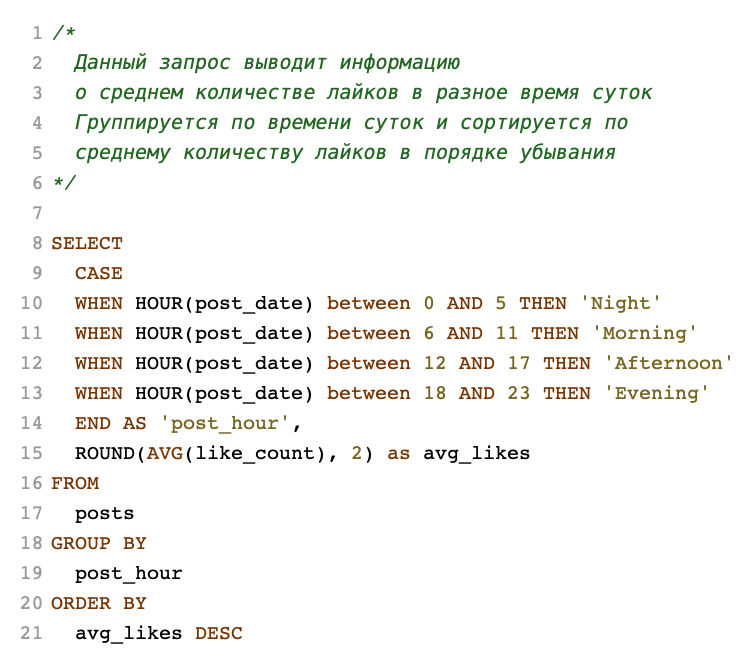 1 /*
2 Данный запрос выводит информацию
3 о среднем количестве лайков в разное время суток
4 Группируется по времени суток и сортируется по
5 среднему количеству лайков в порядке убывания
6 */
7
8 SELECT
9 CASE
10 WHEN HOUR(post_date) between 0 AND 5 THEN 'Night'
11 WHEN HOUR(post_date) between 6 AND 11 THEN 'Morning'
12 WHEN HOUR(post_date) between 12 AND 17 THEN 'Afternoon'
13 WHEN HOUR(post_date) between 18 AND 23 THEN 'Evening'
14 END AS 'post_hour',
15 ROUND(AVG(like_count), 2) as avg_likes
16 FROM
17 posts
18 GROUP BY
19 post_hour
20 ORDER BY
21 avg_likes DESC